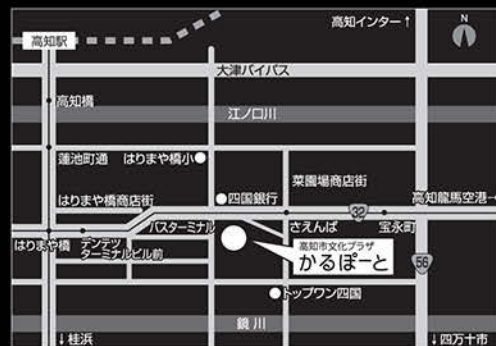 高知インター↑
N
高知駅
大津バイパス
高知橋
江ノ口川
蓮池町通
はりまや橋小
菜園場商店街
はりまや橋商店街
四国銀行
32
高知龍馬空港→
はりまや橋
デンテツ
ターミナルビル前
バスターミナル
さえんば
宝永町
高知市文化プラザ
かるぽーと
56
トップワン四国
鏡川
↓桂浜
↓四万十市